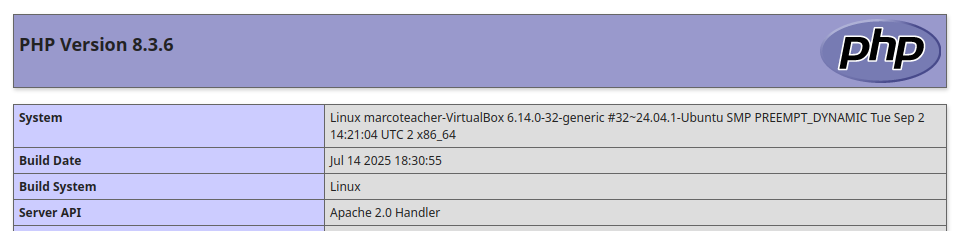 PHP Version 8.3.6
php
System
Linux marcoteacher-VirtualBox 6.14.0-32-generic #32~24.04.1-Ubuntu SMP PREEMPT_DYNAMIC Tue Sep 2
14:21:04 UTC 2 x86_64
Build Date
Jul 14 2025 18:30:55
Build System
Linux
Server API
Apache 2.0 Handler